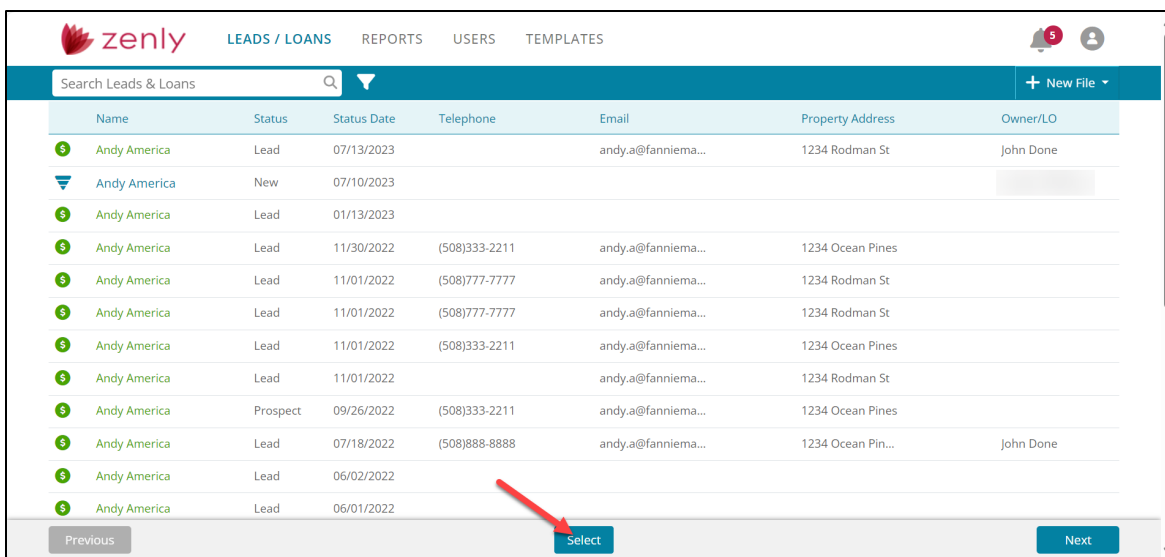 zenly LEADS / LOANS REPORTS USERS TEMPLATES 5
Search Leads & Loans + New File
Name Status Status Date Telephone Email Property Address Owner/LO
$ Andy America Lead 07/13/2023 andy.a@fanniema... 1234 Rodman St John Done
Andy America New 07/10/2023
$ Andy America Lead 01/13/2023
$ Andy America Lead 11/30/2022 (508)333-2211 andy.a@fanniema... 1234 Ocean Pines
$ Andy America Lead 11/01/2022 (508)777-7777 andy.a@fanniema... 1234 Rodman St
$ Andy America Lead 11/01/2022 (508)777-7777 andy.a@fanniema... 1234 Rodman St
$ Andy America Lead 11/01/2022 (508)333-2211 andy.a@fanniema... 1234 Ocean Pines
$ Andy America Lead 11/01/2022 andy.a@fanniema... 1234 Rodman St
$ Andy America Prospect 09/26/2022 (508)333-2211 andy.a@fanniema... 1234 Ocean Pines
$ Andy America Lead 07/18/2022 (508)888-8888 andy.a@fanniema... 1234 Ocean Pin... John Done
$ Andy America Lead 06/02/2022
$ Andy America Lead 06/01/2022
Previous Select Next